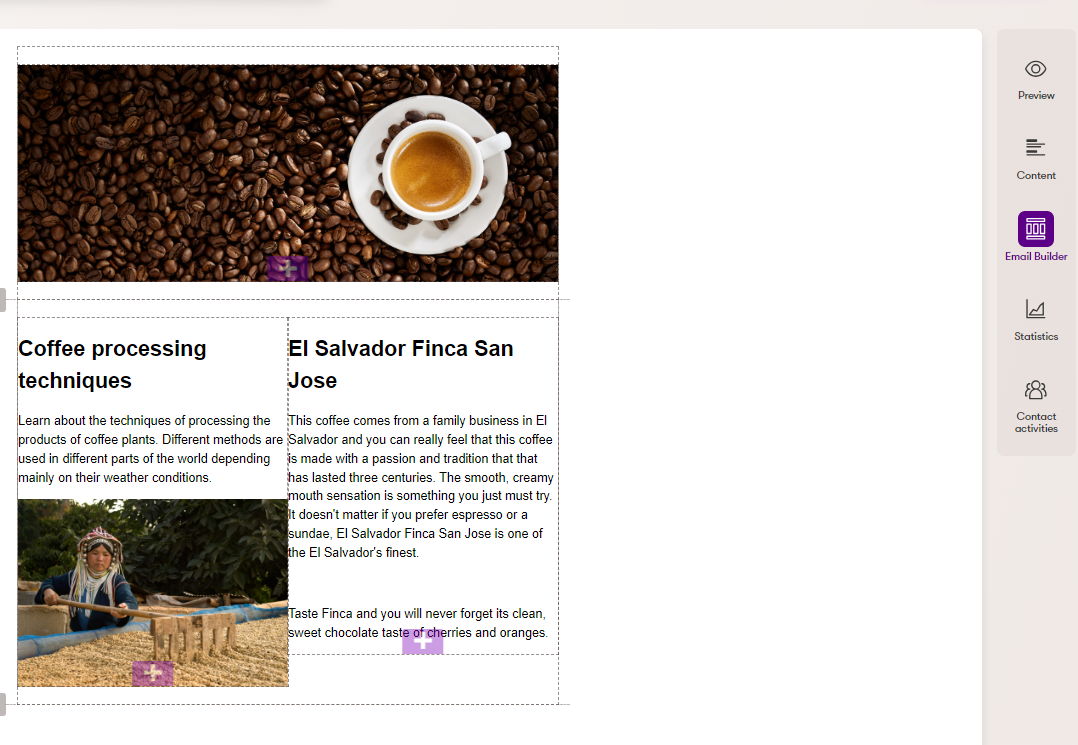 Coffee processing
techniques
Learn about the techniques of processing the
products of coffee plants. Different methods are
used in different parts of the world depending
mainly on their weather conditions.
El Salvador Finca San
Jose
This coffee comes from a family business in El
Salvador and you can really feel that this coffee
is made with a passion and tradition that that
has lasted three centuries. The smooth, creamy
mouth sensation is something you just must try.
It doesn't matter if you prefer espresso or a
sundae, El Salvador Finca San Jose is one of
the El Salvador's finest.
Taste Finca and you will never forget its clean,
sweet chocolate taste of cherries and oranges.
Preview
Content
Email Builder
Statistics
Contact
activities